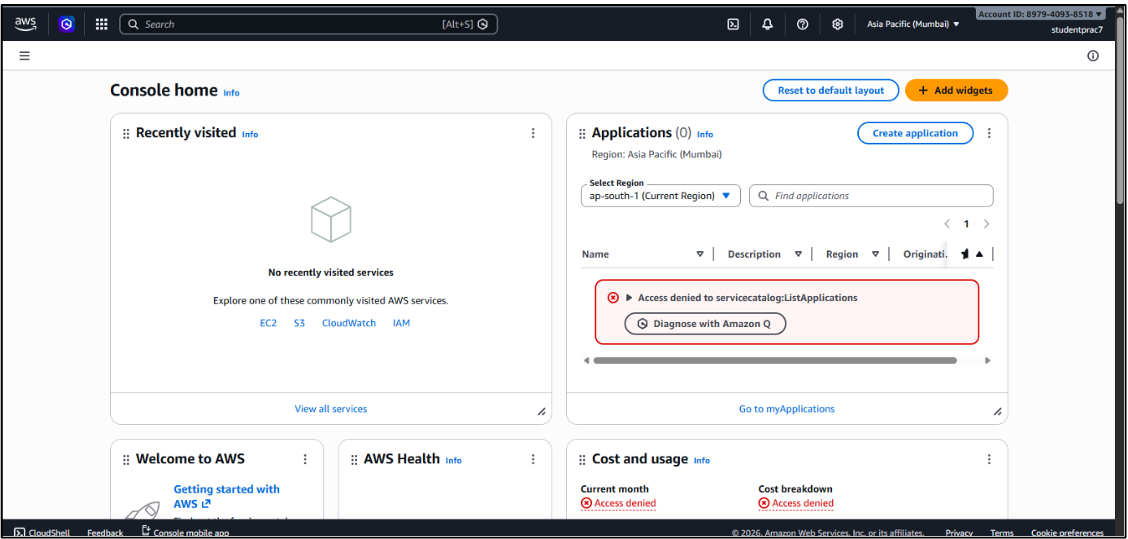 aws
Search
[Alt+S]
Asia Pacific (Mumbai)
Account ID: 8979-4093-8518
studentprac7
Console home Info
Reset to default layout
+ Add widgets
Recently visited Info
No recently visited services
Explore one of these commonly visited AWS services.
EC2 S3 CloudWatch IAM
View all services
Applications (0) Info
Create application
Region: Asia Pacific (Mumbai)
Select Region
ap-south-1 (Current Region)
Find applications
1
Name Description Region Originati.
Access denied to servicecatalog:ListApplications
Diagnose with Amazon Q
Go to myApplications
Welcome to AWS
Getting started with
AWS
AWS Health Info
Cost and usage Info
Current month
Access denied
Cost breakdown
Access denied
CloudShell Feedback Console mobile app
© 2026, Amazon Web Services, Inc. or its affiliates. Privacy Terms Cookie preferences